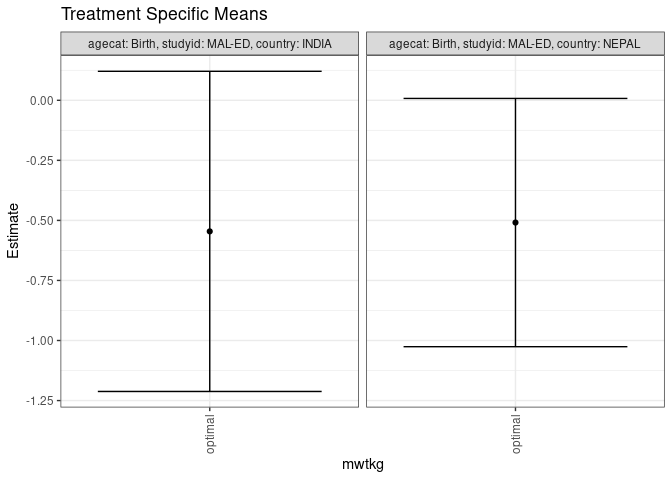 Treatment Specific Means
agecat: Birth, studyid: MAL-ED, country: INDIA
agecat: Birth, studyid: MAL-ED, country: NEPAL
0.00
-0.25
-0.50
-0.75
-1.00
-1.25
Estimate
optimal
optimal
mwtkg